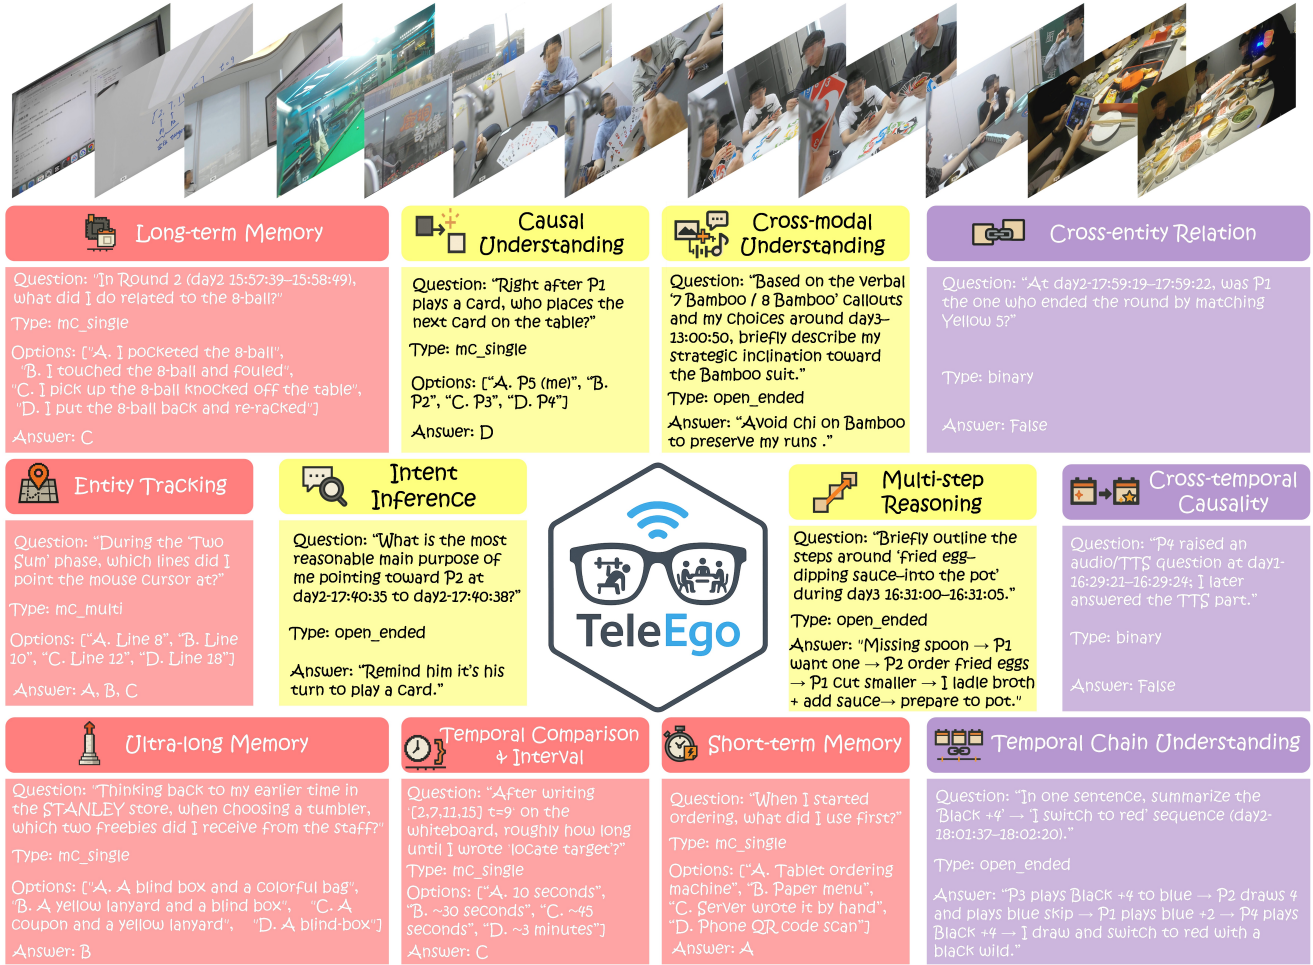 Long-term Memory
Question: "In Round 2 (day2 15:57:39–15:58:49),
what did I do related to the 8-ball?"
Type: mc_single
Options: ["A. I pocketed the 8-ball",
"B. I touched the 8-ball and fouled",
"C. I pick up the 8-ball knocked off the table",
"D. I put the 8-ball back and re-racked"]
Answer: C
Causal
Understanding
Question: “Right after P1
plays a card, who places the
next card on the table?”
Type: mc_single
Options: [“A. P5 (me)”, “B.
P2”, “C. P3”, “D. P4”]
Answer: D
Cross-modal
Understanding
Question: “Based on the verbal
‘7 Bamboo / 8 Bamboo’ callouts
and my choices around day3–
13:00:50, briefly describe my
strategic inclination toward
the Bamboo suit.”
Type: open_ended
Answer: “Avoid chi on Bamboo
to preserve my runs .”
Cross-entity Relation
Question: “At day2-17:59:19–17:59:22, was P1
the one who ended the round by matching
Yellow 5?”
Type: binary
Answer: False
Entity Tracking
Question: “During the ‘Two
Sum’ phase, which lines did I
point the mouse cursor at?”
Type: mc_multi
Options: [“A. Line 8”, “B. Line
10”, “C. Line 12”, “D. Line 18”]
Answer: A, B, C
Intent
Inference
Question: “What is the most
reasonable main purpose of
me pointing toward P2 at
day2-17:40:35 to day2-17:40:38?”
Type: open_ended
Answer: “Remind him it’s his
turn to play a card.”
TeleEgo
Multi-step
Reasoning
Question: “Briefly outline the
steps around ‘fried egg–
dipping sauce–into the pot’
during day3 16:31:00–16:31:05.”
Type: open_ended
Answer: "Missing spoon → P1
want one → P2 order fried eggs
→ P1 cut smaller → I ladle broth
+ add sauce→ prepare to pot."
Cross-temporal
Causality
Question: “P4 raised an
audio/TTS question at day1-
16:29:21–16:29:24; I later
answered the TTS part.”
Type: binary
Answer: False
Ultra-long Memory
Question: "Thinking back to my earlier time in
the STANLEY store, when choosing a tumbler,
which two freebies did I receive from the staff?"
Type: mc_single
Options: ["A. A blind box and a colorful bag",
"B. A yellow lanyard and a blind box", "C. A
coupon and a yellow lanyard", "D. A blind-box"]
Answer: B
Temporal Comparison
& Interval
Question: “After writing
‘[2,7,11,15] t=9’ on the
whiteboard, roughly how long
until I wrote ‘locate target’?”
Type: mc_single
Options: [“A. 10 seconds”,
“B. ~30 seconds”, “C. ~45
seconds”, “D. ~3 minutes”]
Answer: C
Short-term Memory
Question: “When I started
ordering, what did I use first?”
Type: mc_single
Options: [“A. Tablet ordering
machine”, “B. Paper menu”,
“C. Server wrote it by hand”,
“D. Phone QR code scan”]
Answer: A
Temporal Chain Understanding
Question: “In one sentence, summarize the
‘Black +4’ → ‘I switch to red’ sequence (day2-
18:01:37–18:02:20).”
Type: open_ended
Answer: “P3 plays Black +4 to blue → P2 draws 4
and plays blue skip → P1 plays blue +2 → P4 plays
Black +4 → I draw and switch to red with a
black wild.”